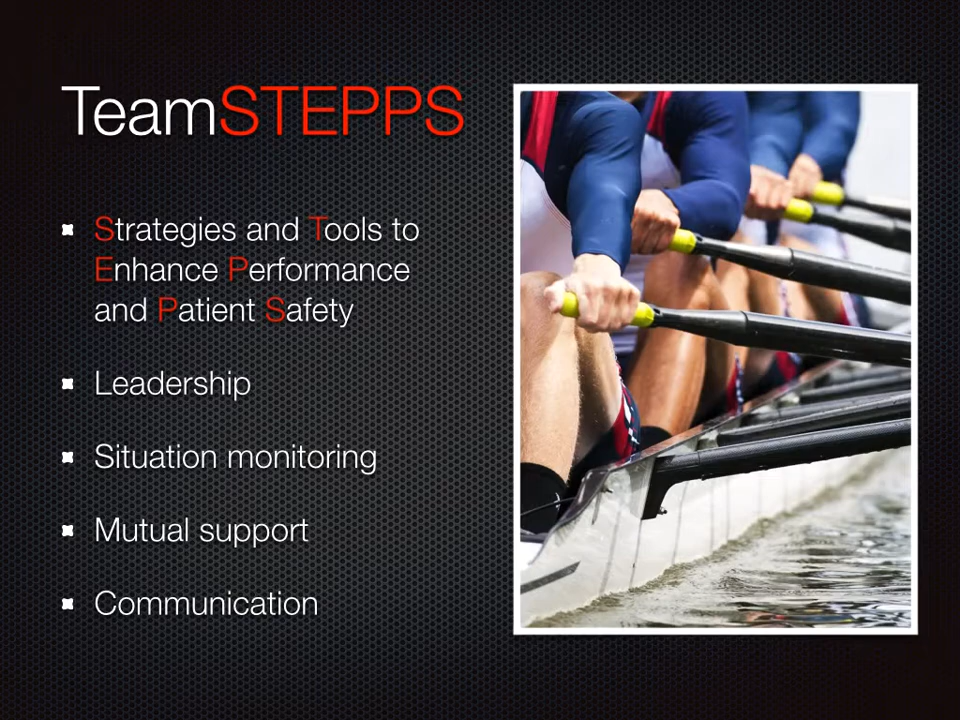 TeamSTEPPS
Strategies and Tools to
Enhance Performance
and Patient Safety
Leadership
Situation monitoring
Mutual support
Communication